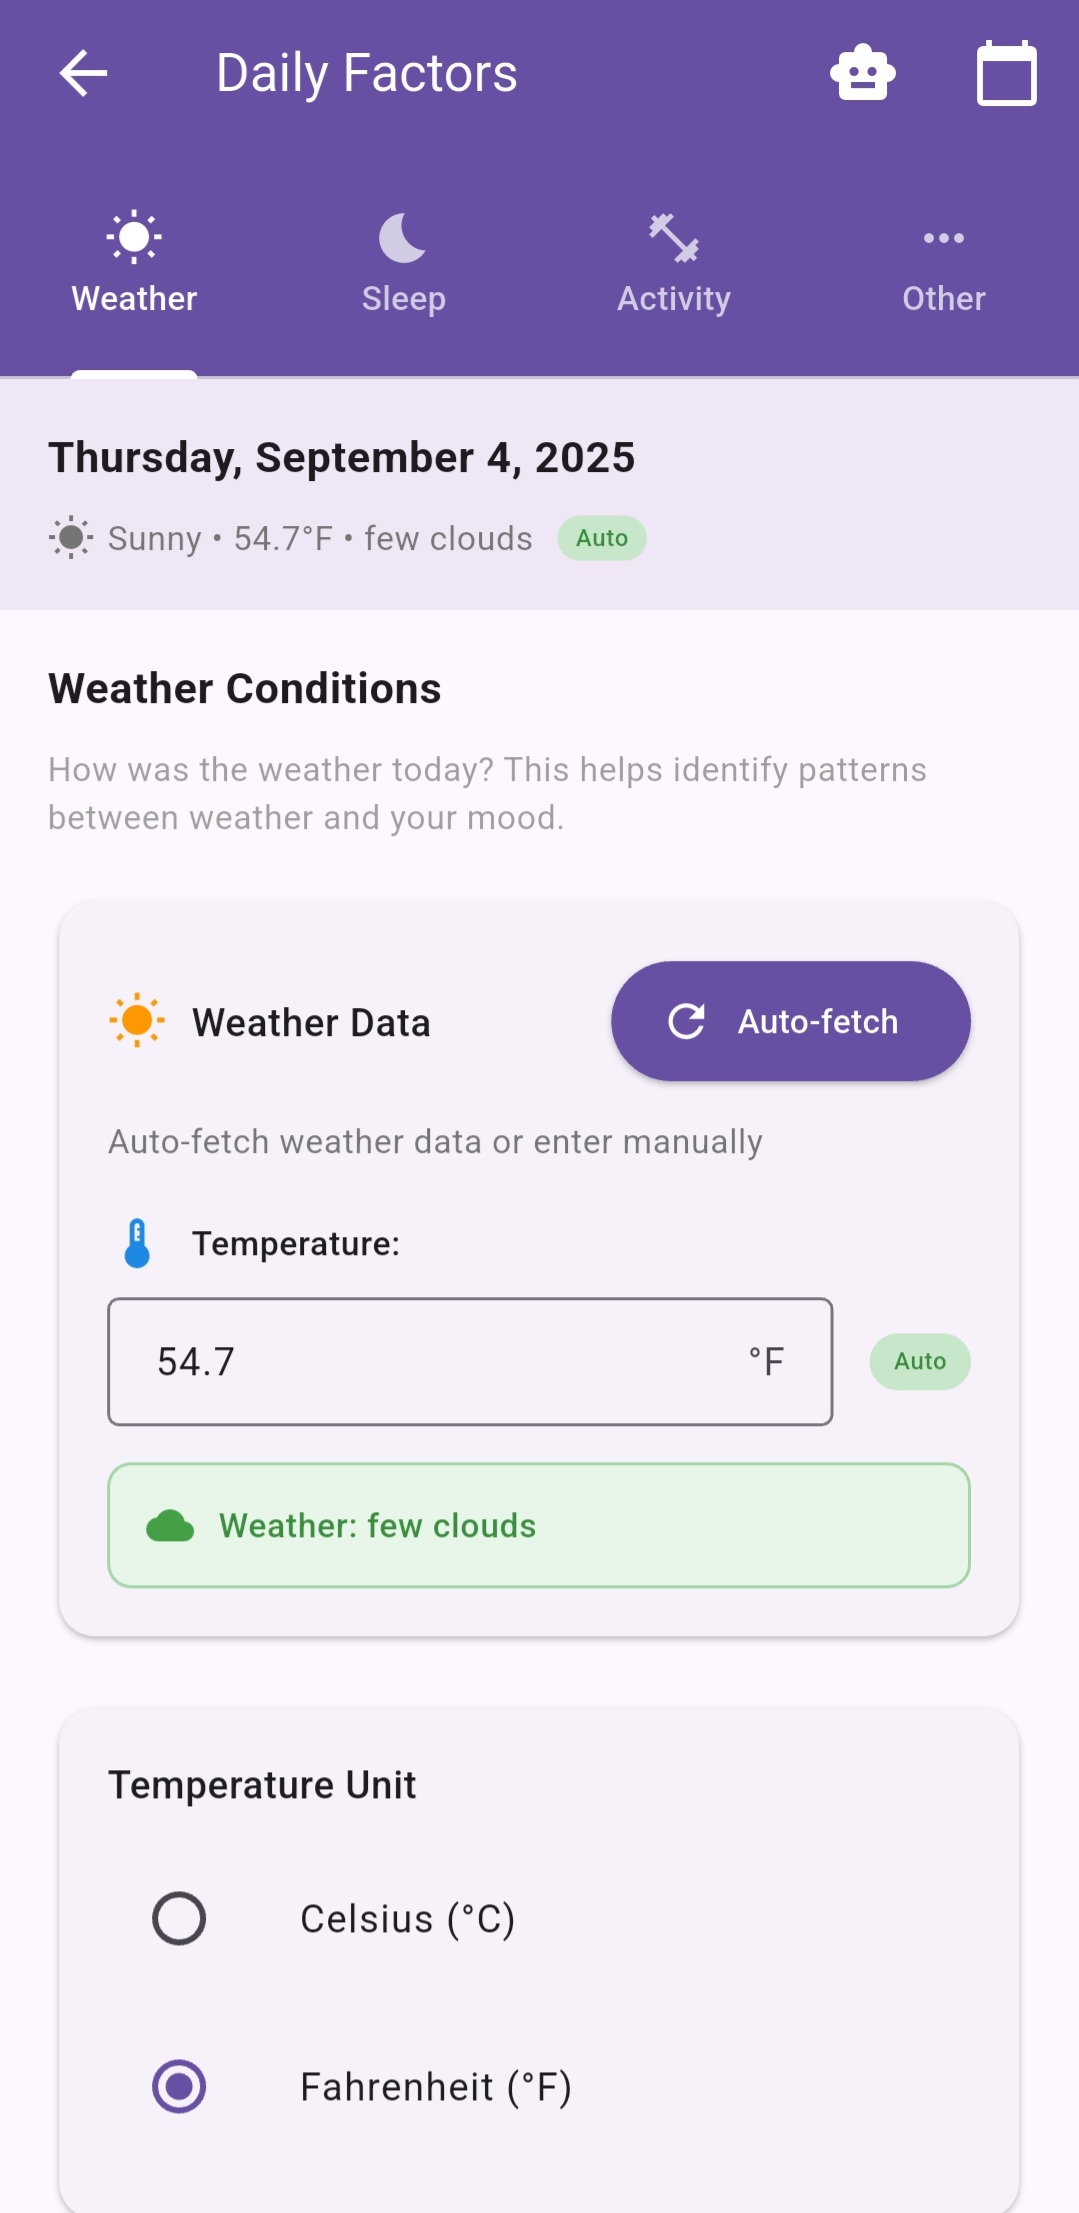 Daily Factors
Weather
Sleep
Activity
Other
Thursday, September 4, 2025
Sunny • 54.7°F • few clouds Auto
Weather Conditions
How was the weather today? This helps identify patterns
between weather and your mood.
Weather Data
Auto-fetch
Auto-fetch weather data or enter manually
Temperature:
54.7 °F
Auto
Weather: few clouds
Temperature Unit
Celsius (°C)
Fahrenheit (°F)